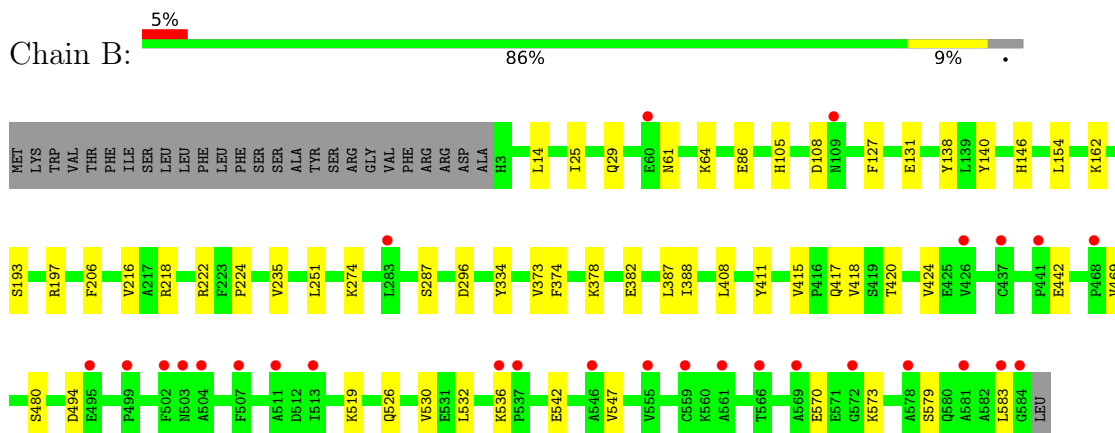 5%
Chain B:
86% 9% •
MET LYS TRP VAL THR PHE ILE SER LEU LEU PHE LEU PHE SER SER ALA TYR SER ARG GLY VAL PHE ARG ARG ASP ALA H3 L14 I25 Q29 E60 N61 K64 E86 H105 D108 N109 F127 E131 Y138 L139 Y140 H146 L154 K162
S193 R197 F206 V216 A217 R218 R222 F223 P224 V235 L251 K274 L283 S287 D296 Y334 V373 F374 K378 E382 L387 I388 L408 Y411 V415 P416 Q417 V418 S419 T420 V424 E425 V426 C437 P441 E442 P468 V469
S480 D494 E495 P499 F502 N503 A504 F507 A511 D512 I513 K519 Q526 V530 E531 L532 K536 P537 E542 A546 V547 V555 C559 K560 A561 T566 A569 E570 E571 G572 K573 A578 S579 Q580 A581 A582 L583 G584 LEU